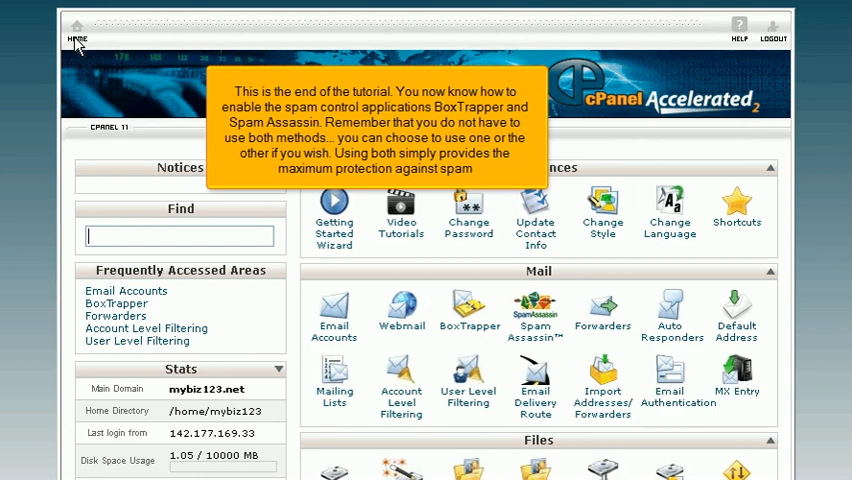 HOME
HELP
LOGOUT
cPanel Accelerated2
CPANEL 11
This is the end of the tutorial. You now know how to
enable the spam control applications BoxTrapper and
Spam Assassin. Remember that you do not have to
use both methods... you can choose to use one or the
other if you wish. Using both simply provides the
maximum protection against spam
Notices
Find
Frequently Accessed Areas
Email Accounts
BoxTrapper
Forwarders
Account Level Filtering
User Level Filtering
Stats
Main Domain mybiz123.net
Home Directory /home/mybiz123
Last login from 142.177.169.33
Disk Space Usage 1.05 / 10000 MB
ences
Getting
Started
Wizard
Video
Tutorials
Change
Password
Update
Contact
Info
Change
Style
Change
Language
Shortcuts
Mail
Email
Accounts
Webmail
BoxTrapper
SpamAssassin
Spam
Assassin™
Forwarders
Auto
Responders
Default
Address
Mailing
Lists
Account
Level
Filtering
User Level
Filtering
Email
Delivery
Route
Import
Addresses/
Forwarders
Email
Authentication
MX Entry
Files